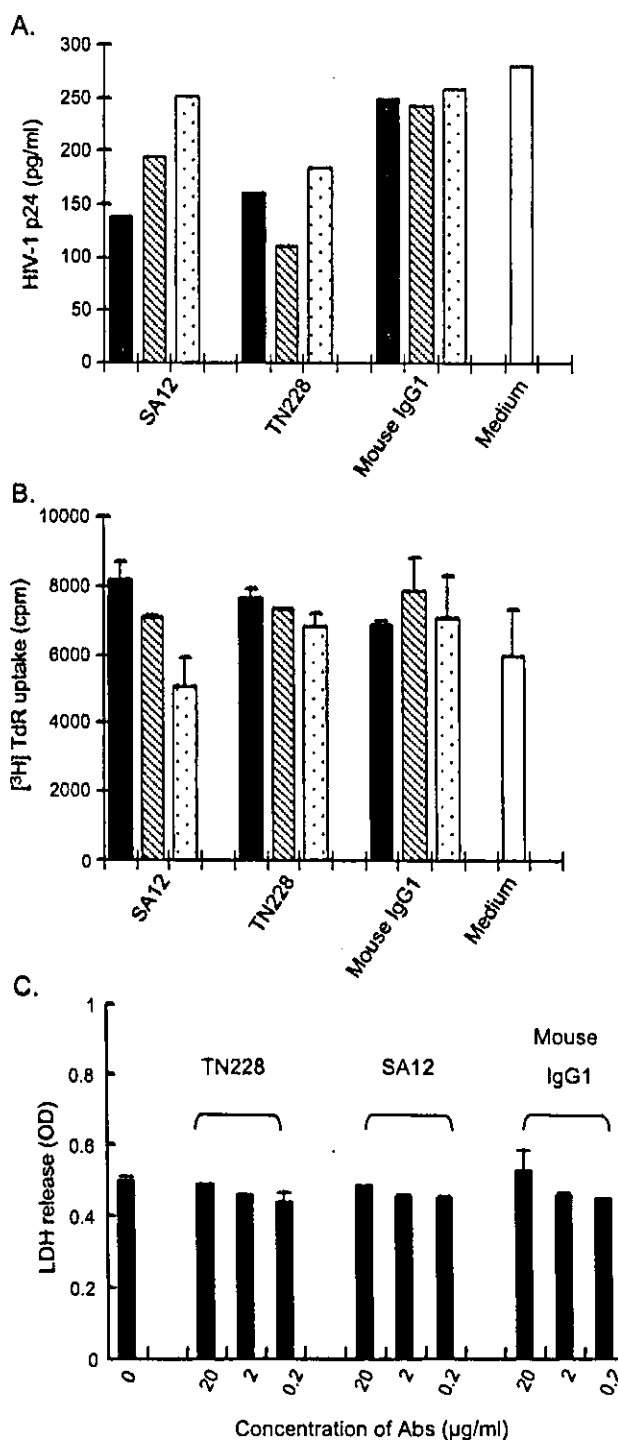 A.
HIV-1 p24 (pg/ml)
300
250
200
150
100
50
0
SA12
TN228
Mouse IgG1
Medium
B.
[³H] TdR uptake (cpm)
10000
8000
6000
4000
2000
0
SA12
TN228
Mouse IgG1
Medium
C.
LDH release (OD)
1
0.8
0.6
0.4
0.2
0
TN228
SA12
Mouse
IgG1
0
20
2
0.2
20
2
0.2
20
2
0.2
Concentration of Abs (µg/ml)